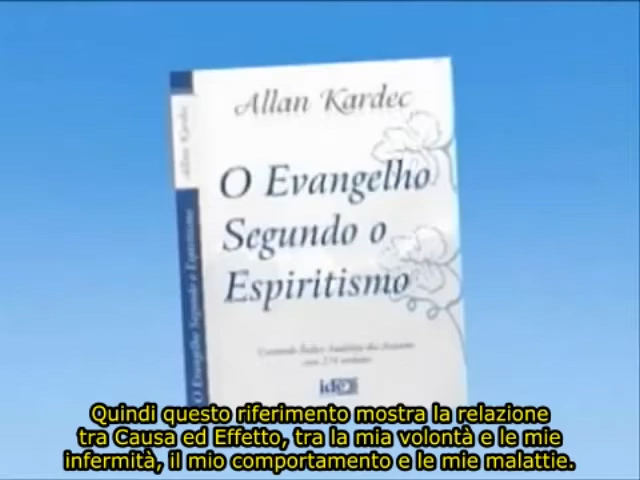 Allan Kardec
O Evangelho
Segundo o
Espiritismo
Allan Kardec
O Evangelho Segundo o Espiritismo
ide
Quindi questo riferimento mostra la relazione
tra Causa ed Effetto, tra la mia volontà e le mie
infermità, il mio comportamento e le mie malattie.